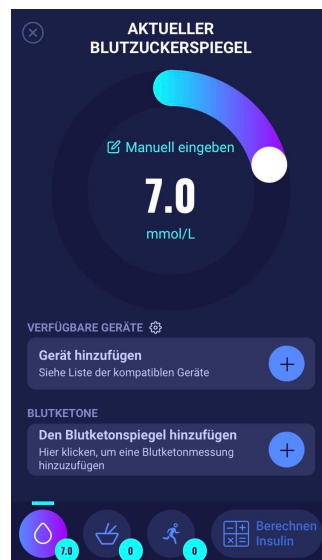 AKTUELLER
BLUTZUCKERSPIEGEL
Manuell eingeben
7.0
mmol/L
VERFÜGBARE GERÄTE
Gerät hinzufügen
Siehe Liste der kompatiblen Geräte
BLUTKETONE
Den Blutketonspiegel hinzufügen
Hier klicken, um eine Blutketonmessung
hinzuzufügen
7.0
0
0
Berechnen
Insulin